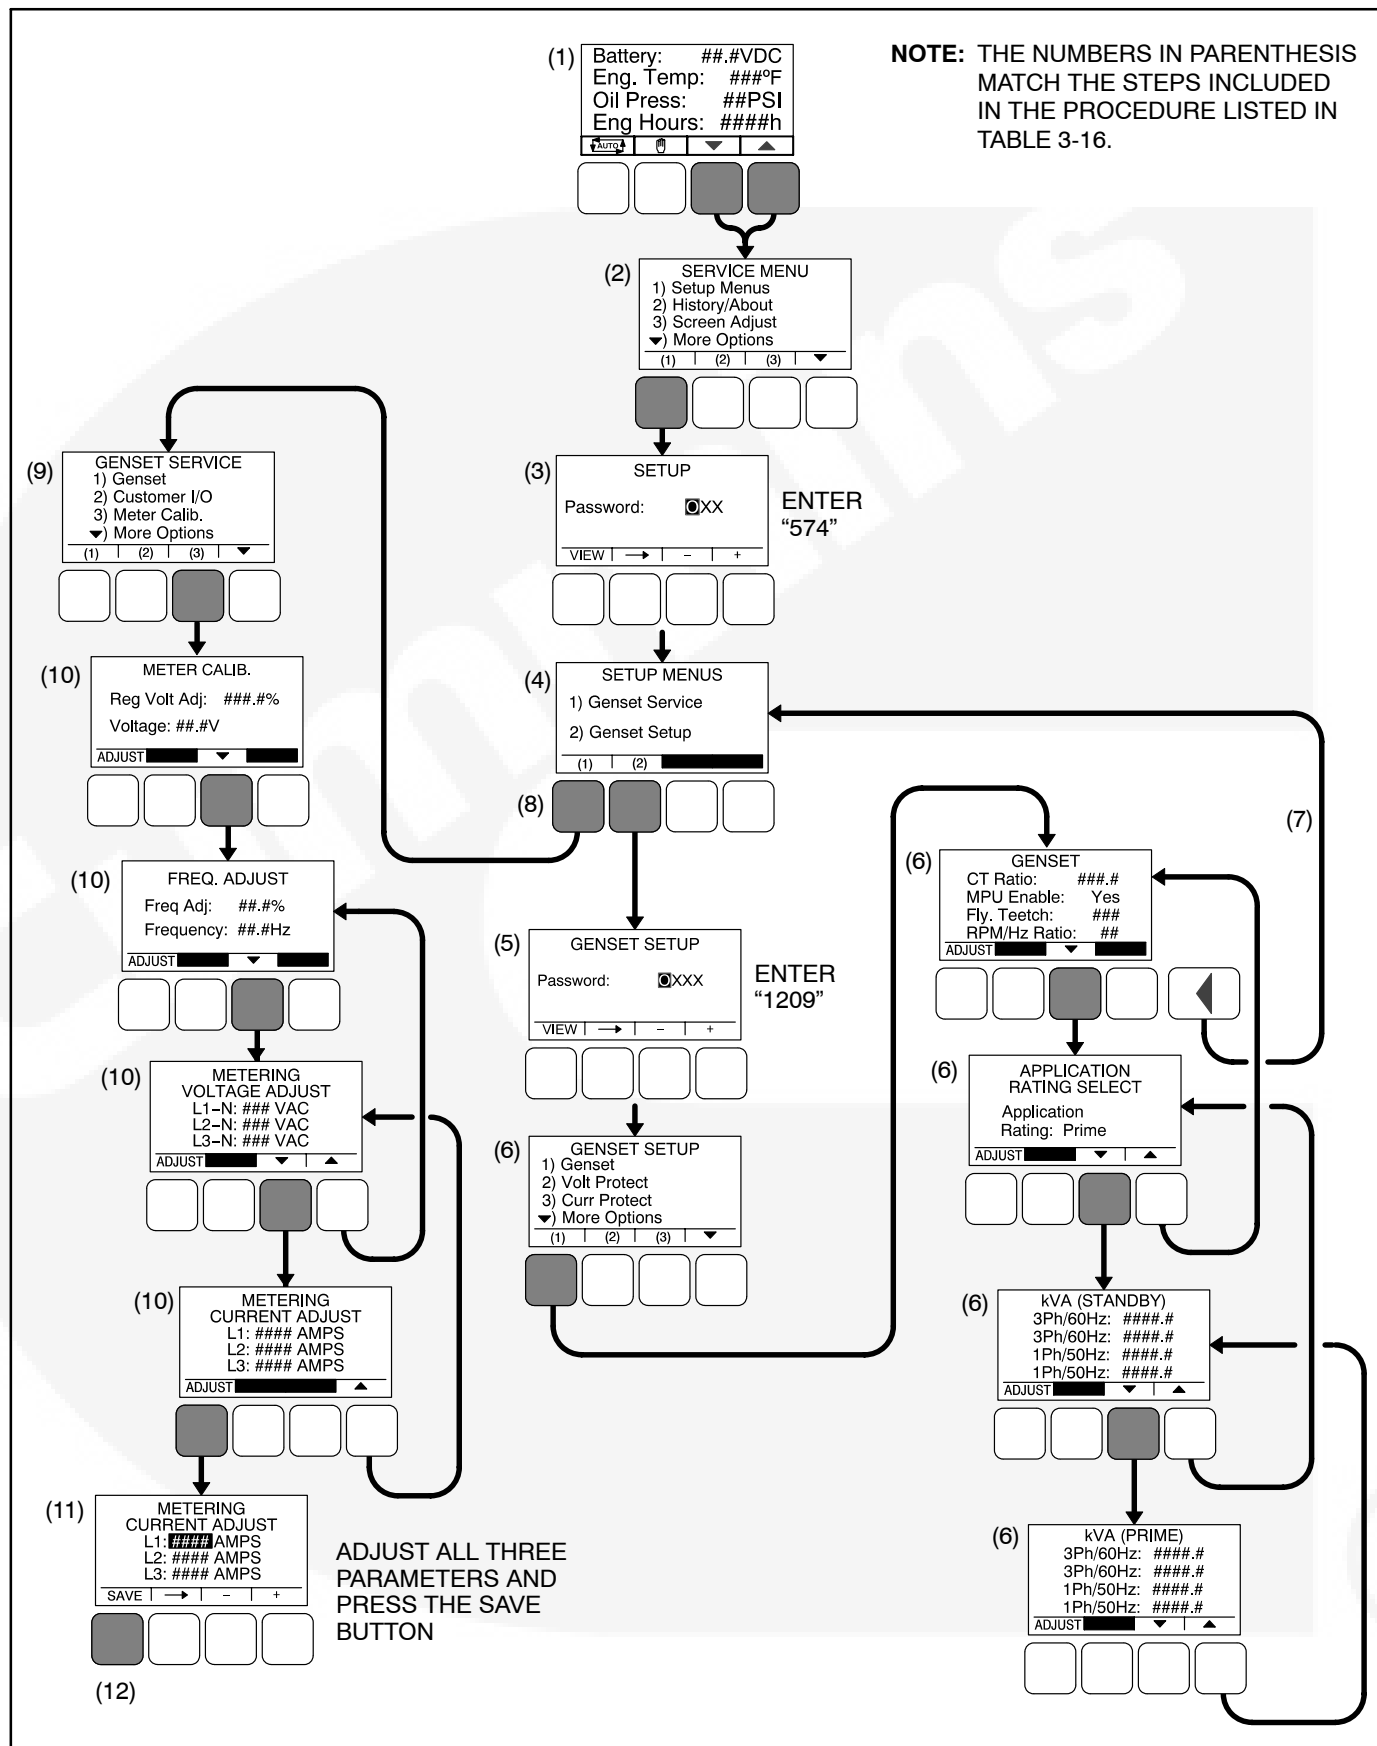 (1)
Battery: ##.#VDC
Eng. Temp: ###ºF
Oil Press: ##PSI
Eng Hours: ####h
AUTO
NOTE: THE NUMBERS IN PARENTHESIS
MATCH THE STEPS INCLUDED
IN THE PROCEDURE LISTED IN
TABLE 3-16.
(2)
SERVICE MENU
1) Setup Menus
2) History/About
3) Screen Adjust
▼) More Options
(1) (2) (3) ▼
(3)
SETUP
Password: 0XX
VIEW → − +
ENTER
“574”
(4)
SETUP MENUS
1) Genset Service
2) Genset Setup
(1) (2)
(8)
(5)
GENSET SETUP
Password: 0XXX
VIEW → − +
ENTER
“1209”
(6)
GENSET SETUP
1) Genset
2) Volt Protect
3) Curr Protect
▼) More Options
(1) (2) (3) ▼
(9)
GENSET SERVICE
1) Genset
2) Customer I/O
3) Meter Calib.
▼) More Options
(1) (2) (3) ▼
(10)
METER CALIB.
Reg Volt Adj: ###.#%
Voltage: ##.#V
ADJUST ▼
(10)
FREQ. ADJUST
Freq Adj: ##.#%
Frequency: ##.#Hz
ADJUST ▼
(10)
METERING
VOLTAGE ADJUST
L1−N: ### VAC
L2−N: ### VAC
L3−N: ### VAC
ADJUST ▼ ▲
(10)
METERING
CURRENT ADJUST
L1: #### AMPS
L2: #### AMPS
L3: #### AMPS
ADJUST ▲
(11)
METERING
CURRENT ADJUST
L1: #### AMPS
L2: #### AMPS
L3: #### AMPS
SAVE → − +
(12)
ADJUST ALL THREE
PARAMETERS AND
PRESS THE SAVE
BUTTON
(7)
(6)
GENSET
CT Ratio: ###.#
MPU Enable: Yes
Fly. Teetch: ###
RPM/Hz Ratio: ##
ADJUST ▼
(6)
APPLICATION
RATING SELECT
Application
Rating: Prime
ADJUST ▼ ▲
(6)
kVA (STANDBY)
3Ph/60Hz: ####.#
3Ph/60Hz: ####.#
1Ph/50Hz: ####.#
1Ph/50Hz: ####.#
ADJUST ▼ ▲
(6)
kVA (PRIME)
3Ph/60Hz: ####.#
3Ph/60Hz: ####.#
1Ph/50Hz: ####.#
1Ph/50Hz: ####.#
ADJUST ▼ ▲